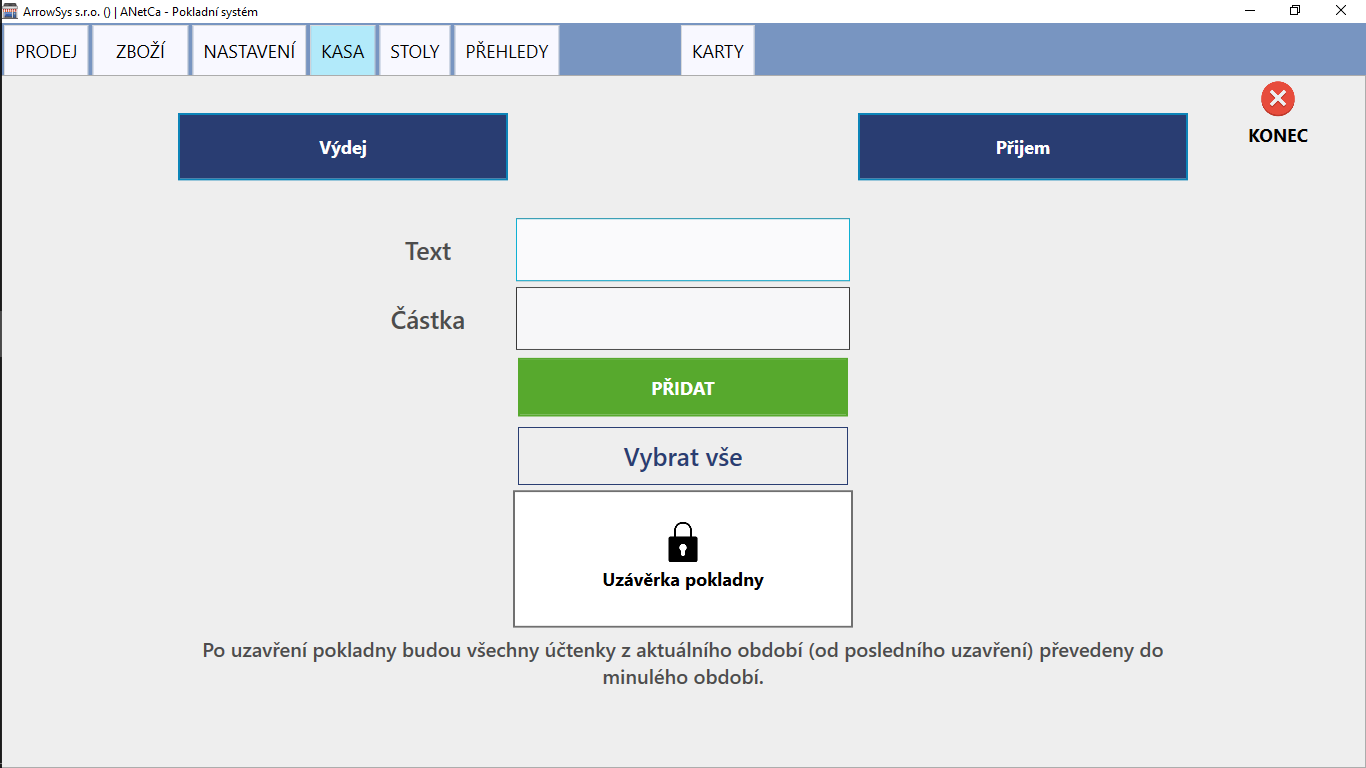 ArrowSys s.r.o. () | ANetCa - Pokladní systém
PRODEJ
ZBOŽÍ
NASTAVENÍ
KASA
STOLY
PŘEHLEDY
KARTY
KONEC
Výdej
Přijem
Text
Částka
PŘIDAT
Vybrat vše
Uzávěrka pokladny
Po uzavření pokladny budou všechny účtenky z aktuálního období (od posledního uzavření) převedeny do
minulého období.